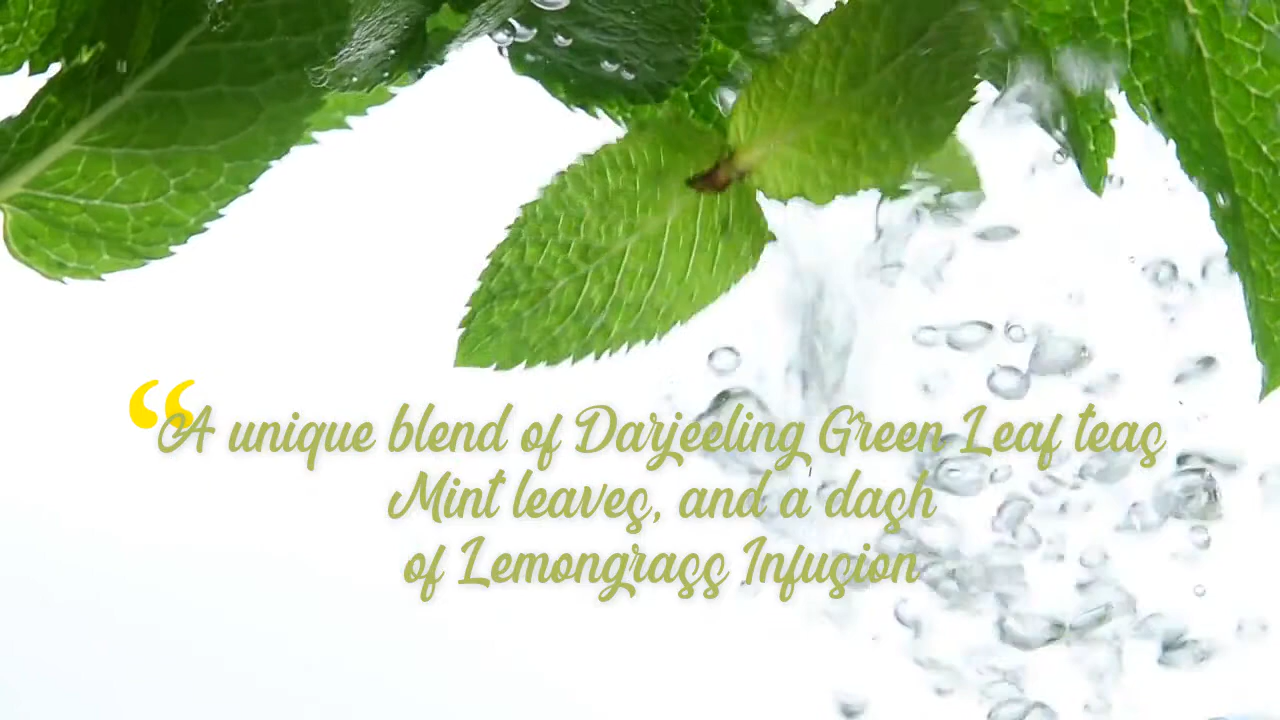 “A unique blend of Darjeeling Green Leaf teas
Mint leaves, and a dash
of Lemongrass Infusion